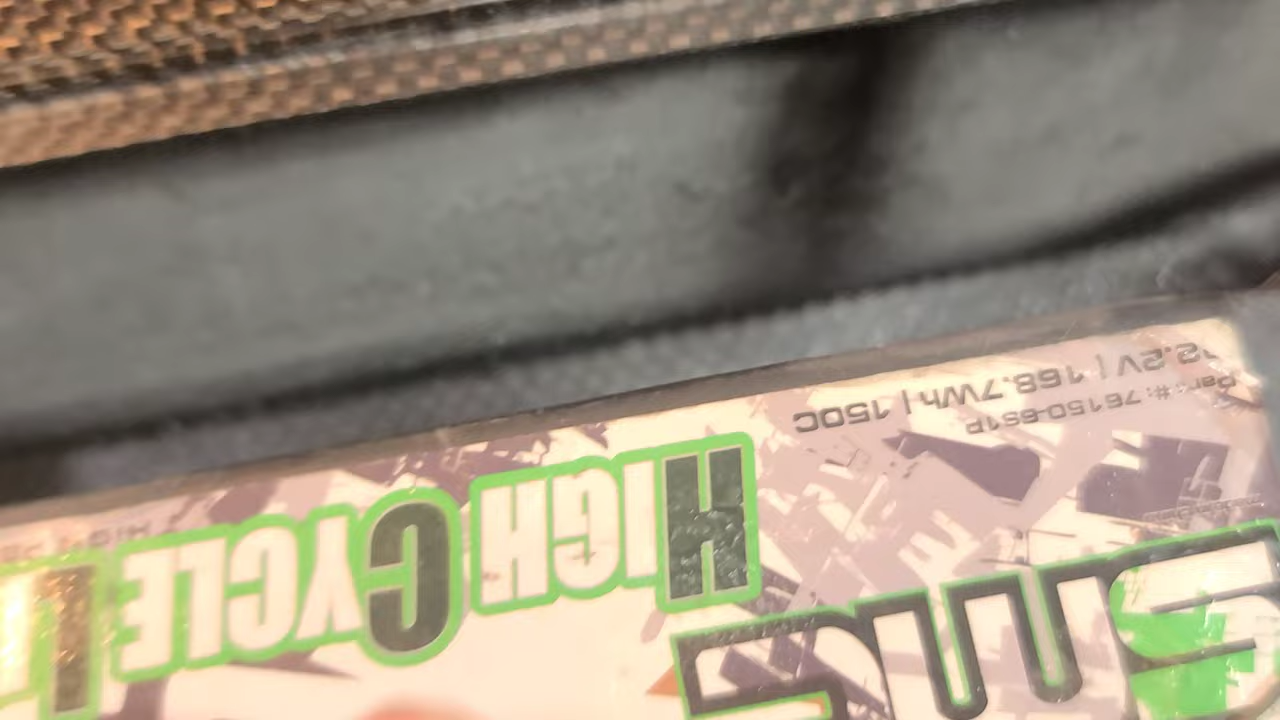 SMC
HIGH CYCLE
Part #: 76150-6S1P
22.2V | 168.7Wh | 150C